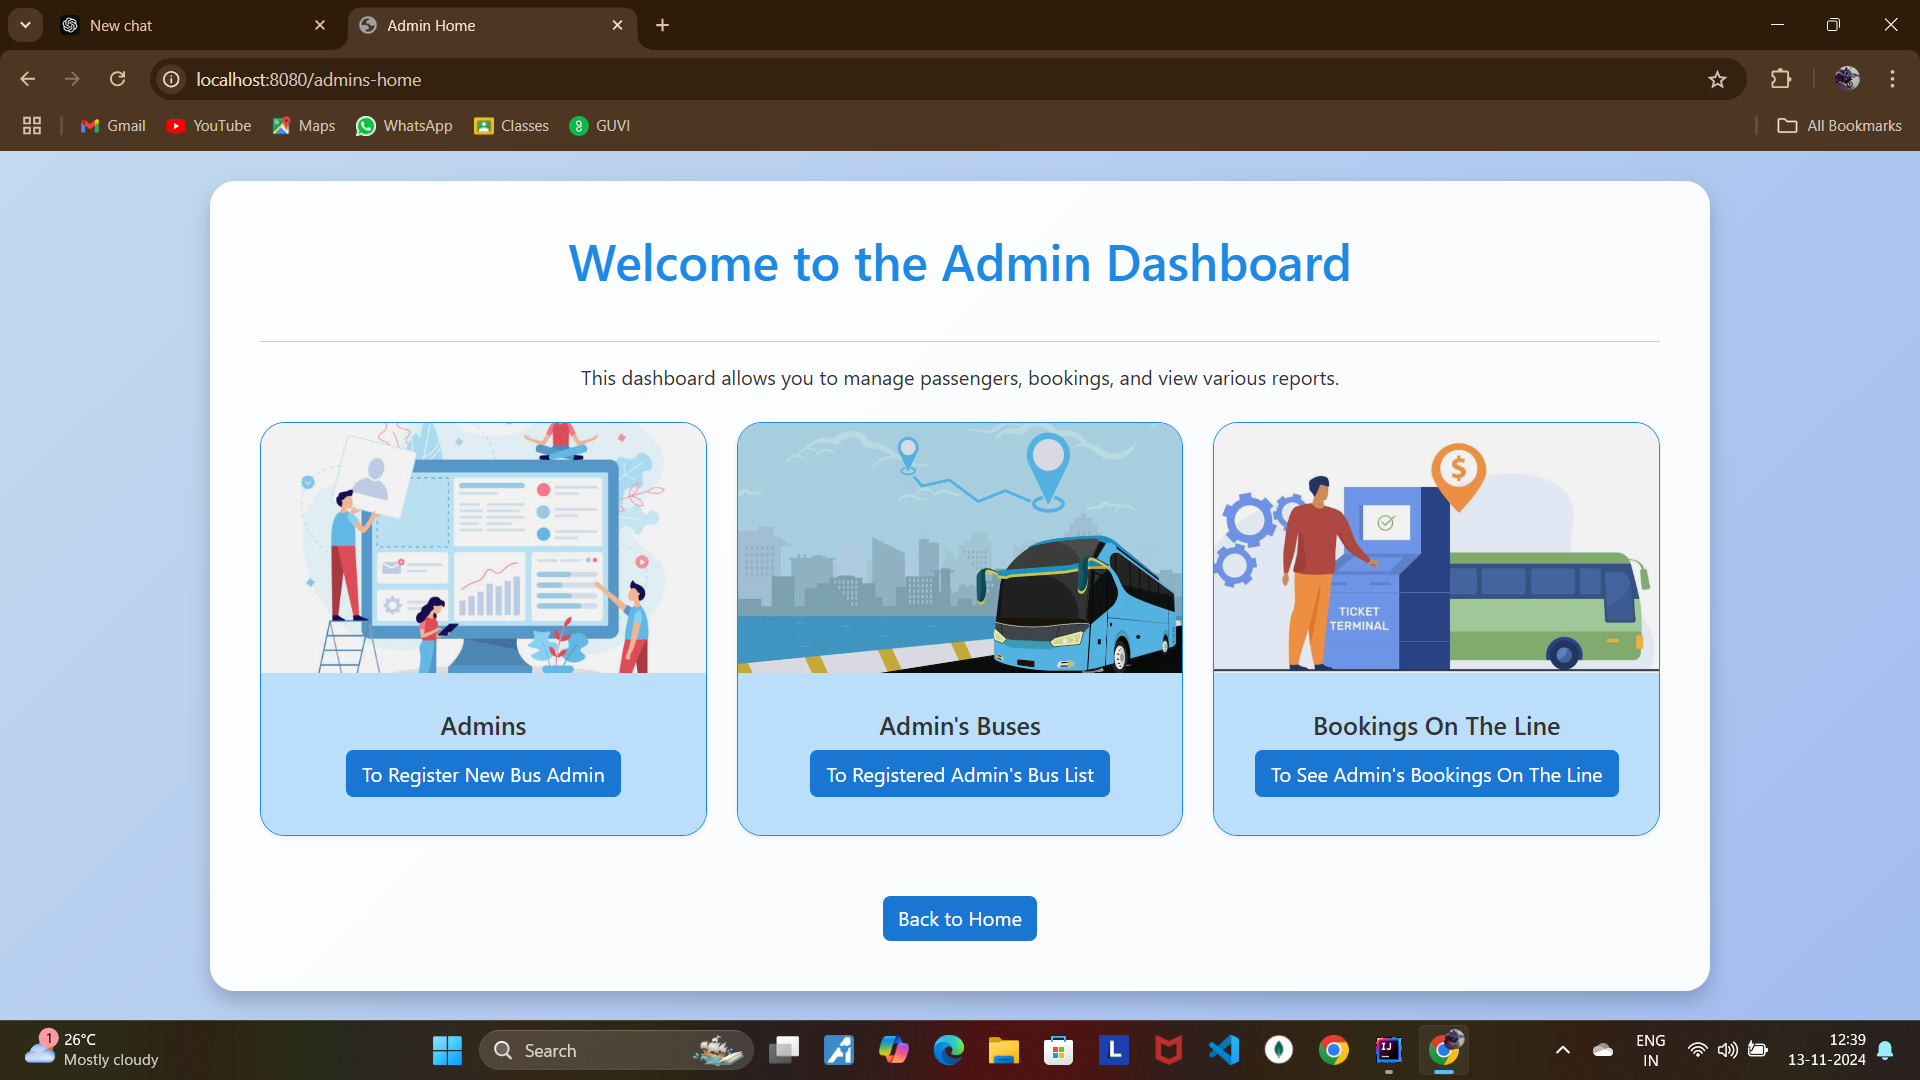 New chat
Admin Home
localhost:8080/admins-home
Gmail
YouTube
Maps
WhatsApp
Classes
GUVI
All Bookmarks
Welcome to the Admin Dashboard
This dashboard allows you to manage passengers, bookings, and view various reports.
$
TICKET
TERMINAL
Admins
To Register New Bus Admin
Admin's Buses
To Registered Admin's Bus List
Bookings On The Line
To See Admin's Bookings On The Line
Back to Home
1
26°C
Mostly cloudy
Search
L
IJ
ENG
IN
12:39
13-11-2024